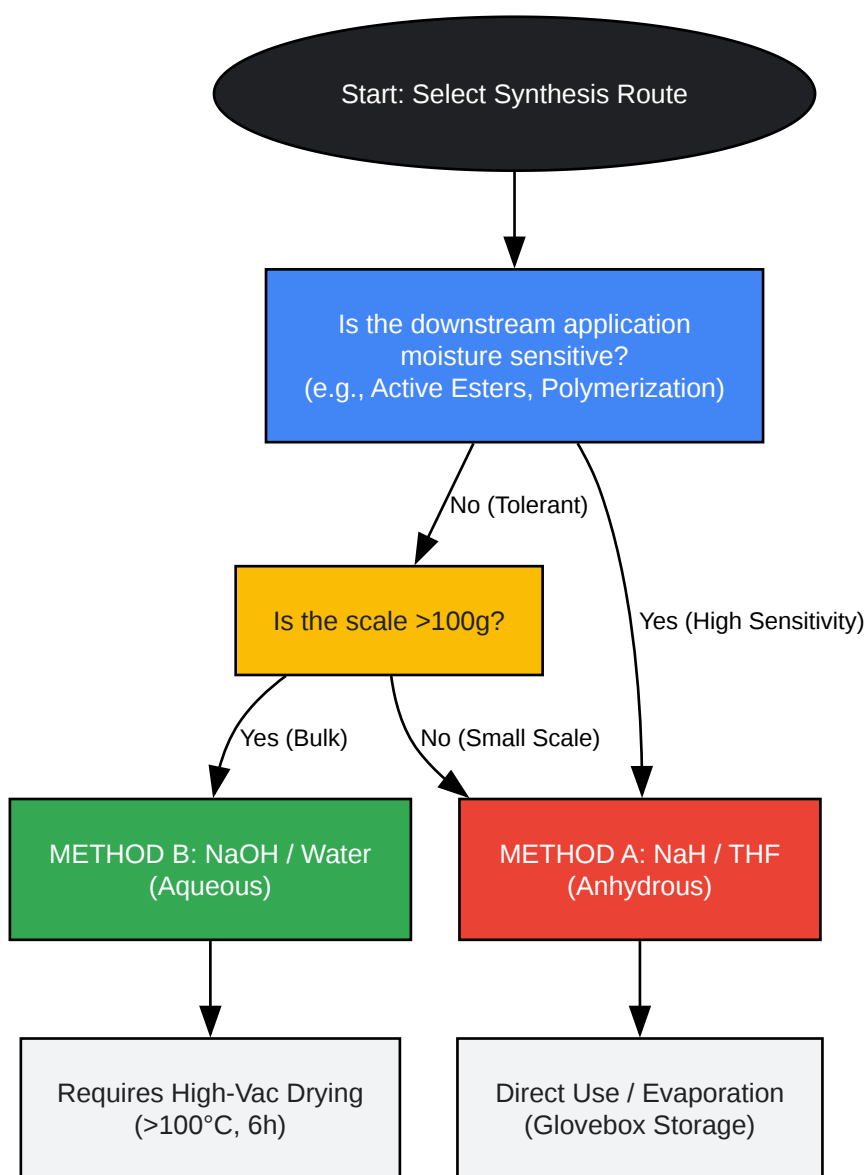 Start: Select Synthesis Route
Is the downstream application
moisture sensitive?
(e.g., Active Esters, Polymerization)
No (Tolerant)
Is the scale >100g?
Yes (High Sensitivity)
Yes (Bulk)
No (Small Scale)
METHOD B: NaOH / Water
(Aqueous)
METHOD A: NaH / THF
(Anhydrous)
Requires High-Vac Drying
(>100°C, 6h)
Direct Use / Evaporation
(Glovebox Storage)